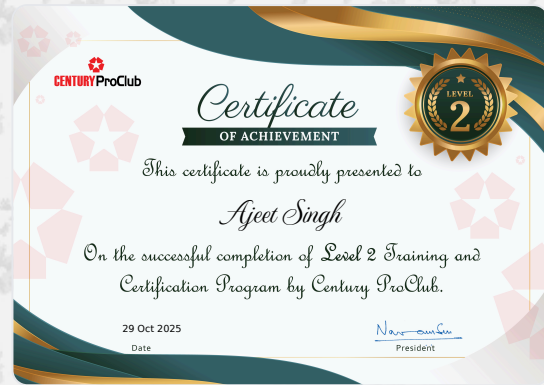 CENTURY ProClub
LEVEL
2
Certificate
OF ACHIEVEMENT
This certificate is proudly presented to
Ajeet Singh
On the successful completion of Level 2 Training and
Certification Program by Century ProClub.
29 Oct 2025
Date
President